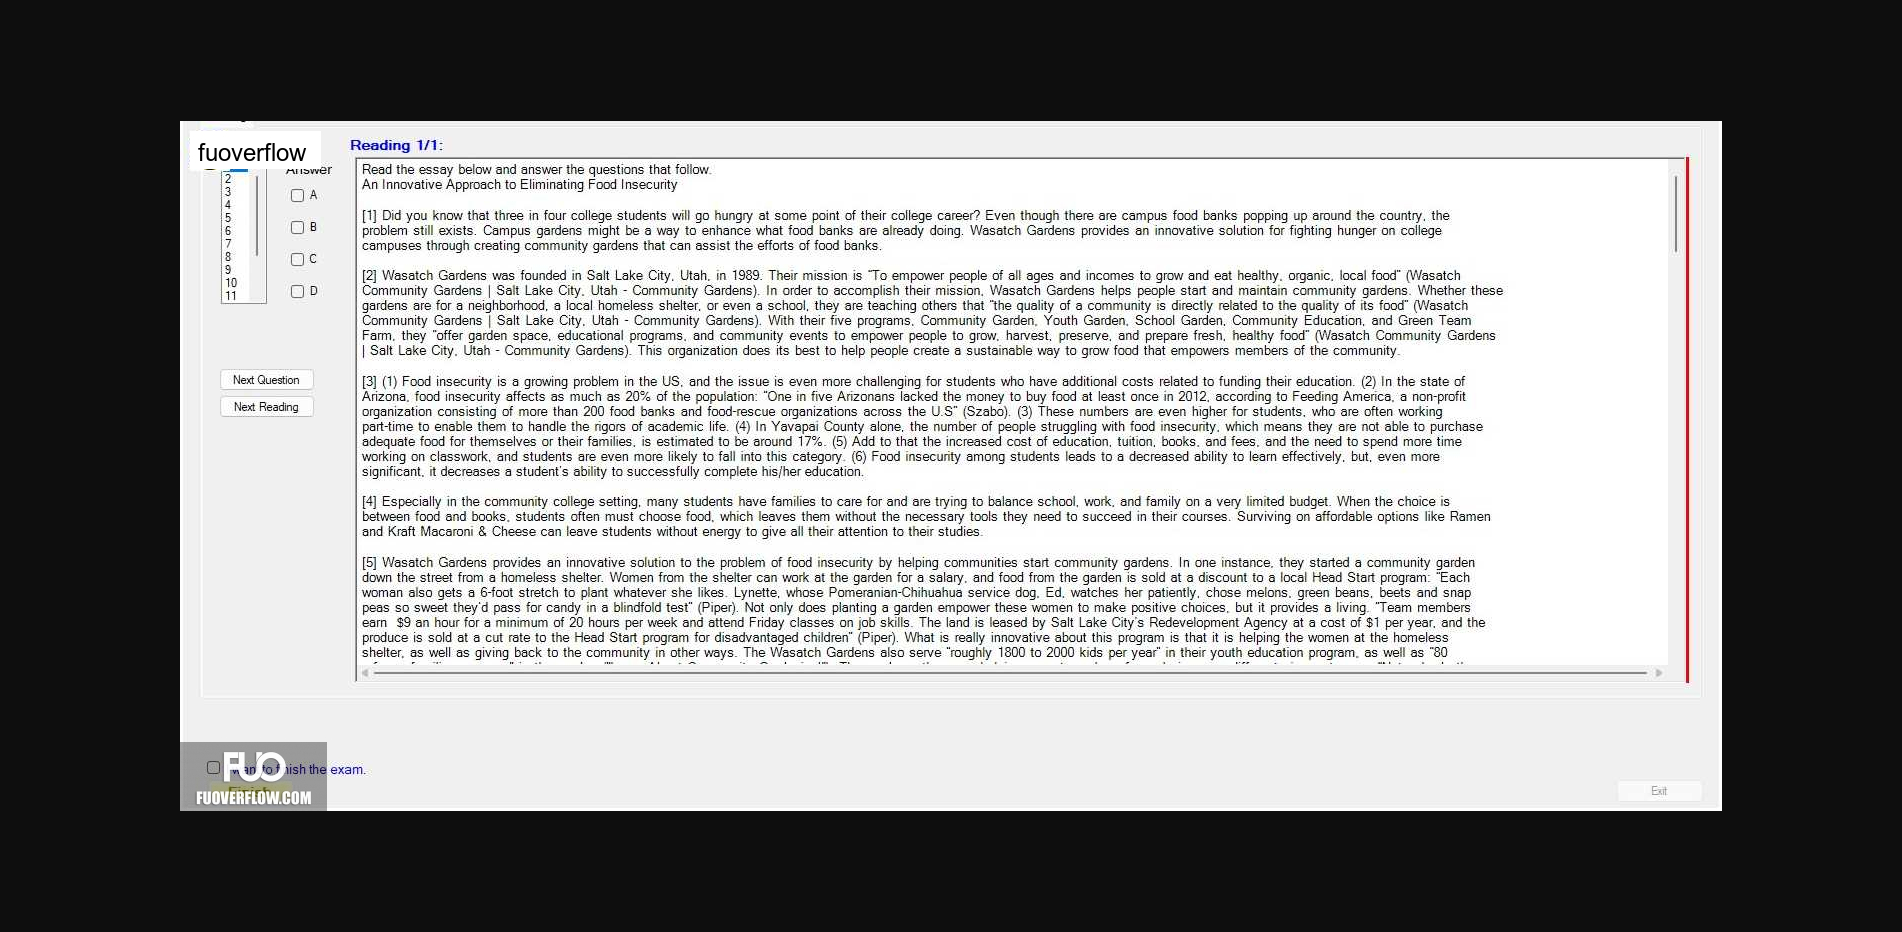 fuoverflow
Reading 1/1:
Answer
2
3
4
5
6
7
8
9
10
11
A
B
C
D
Next Question
Next Reading
Read the essay below and answer the questions that follow.
An Innovative Approach to Eliminating Food Insecurity
[1] Did you know that three in four college students will go hungry at some point of their college career? Even though there are campus food banks popping up around the country, the
problem still exists. Campus gardens might be a way to enhance what food banks are already doing. Wasatch Gardens provides an innovative solution for fighting hunger on college
campuses through creating community gardens that can assist the efforts of food banks.
[2] Wasatch Gardens was founded in Salt Lake City, Utah, in 1989. Their mission is "To empower people of all ages and incomes to grow and eat healthy, organic, local food" (Wasatch
Community Gardens | Salt Lake City, Utah - Community Gardens). In order to accomplish their mission, Wasatch Gardens helps people start and maintain community gardens. Whether these
gardens are for a neighborhood, a local homeless shelter, or even a school, they are teaching others that "the quality of a community is directly related to the quality of its food" (Wasatch
Community Gardens | Salt Lake City, Utah - Community Gardens). With their five programs, Community Garden, Youth Garden, School Garden, Community Education, and Green Team
Farm, they "offer garden space, educational programs, and community events to empower people to grow, harvest, preserve, and prepare fresh, healthy food" (Wasatch Community Gardens
| Salt Lake City, Utah - Community Gardens). This organization does its best to help people create a sustainable way to grow food that empowers members of the community.
[3] (1) Food insecurity is a growing problem in the US, and the issue is even more challenging for students who have additional costs related to funding their education. (2) In the state of
Arizona, food insecurity affects as much as 20% of the population: "One in five Arizonans lacked the money to buy food at least once in 2012, according to Feeding America, a non-profit
organization consisting of more than 200 food banks and food-rescue organizations across the U.S" (Szabo). (3) These numbers are even higher for students, who are often working
part-time to enable them to handle the rigors of academic life. (4) In Yavapai County alone, the number of people struggling with food insecurity, which means they are not able to purchase
adequate food for themselves or their families, is estimated to be around 17%. (5) Add to that the increased cost of education, tuition, books, and fees, and the need to spend more time
working on classwork, and students are even more likely to fall into this category. (6) Food insecurity among students leads to a decreased ability to learn effectively, but, even more
significant, it decreases a student's ability to successfully complete his/her education.
[4] Especially in the community college setting, many students have families to care for and are trying to balance school, work, and family on a very limited budget. When the choice is
between food and books, students often must choose food, which leaves them without the necessary tools they need to succeed in their courses. Surviving on affordable options like Ramen
and Kraft Macaroni & Cheese can leave students without energy to give all their attention to their studies.
[5] Wasatch Gardens provides an innovative solution to the problem of food insecurity by helping communities start community gardens. In one instance, they started a community garden
down the street from a homeless shelter. Women from the shelter can work at the garden for a salary, and food from the garden is sold at a discount to a local Head Start program: "Each
woman also gets a 6-foot stretch to plant whatever she likes. Lynette, whose Pomeranian-Chihuahua service dog, Ed, watches her patiently, chose melons, green beans, beets and snap
peas so sweet they'd pass for candy in a blindfold test" (Piper). Not only does planting a garden empower these women to make positive choices, but it provides a living. "Team members
earn $9 an hour for a minimum of 20 hours per week and attend Friday classes on job skills. The land is leased by Salt Lake City's Redevelopment Agency at a cost of $1 per year, and the
produce is sold at a cut rate to the Head Start program for disadvantaged children" (Piper). What is really innovative about this program is that it is helping the women at the homeless
shelter, as well as giving back to the community in other ways. The Wasatch Gardens also serve "roughly 1800 to 2000 kids per year" in their youth education program, as well as "80
FUO
want to finish the exam.
Finish
FUOVERFLOW.COM
Exit